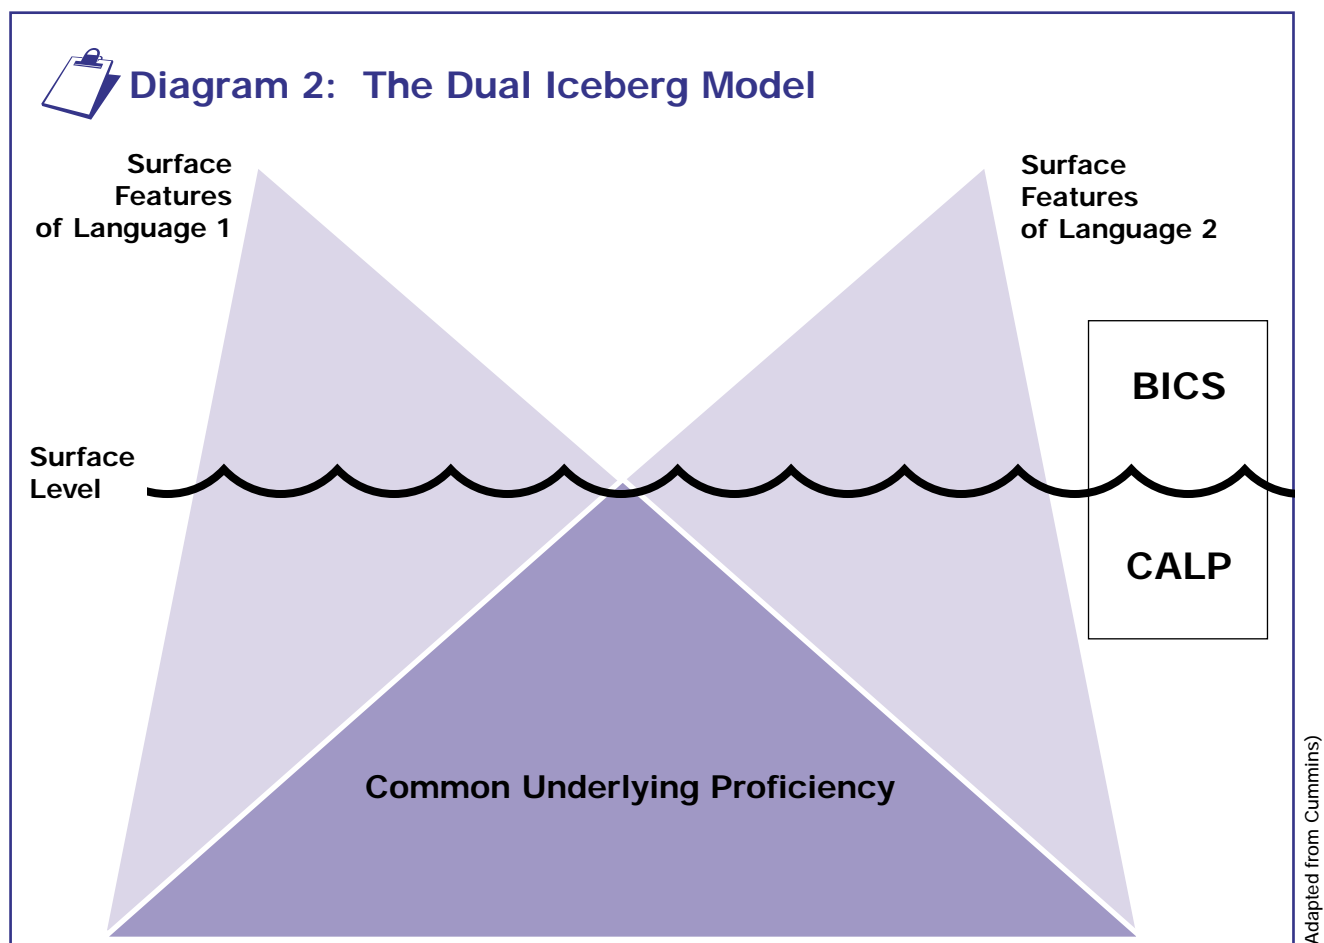 Diagram 2: The Dual Iceberg Model
Surface
Features
of Language 1
Surface
Features
of Language 2
BICS
Surface
Level
CALP
Common Underlying Proficiency
Adapted from Cummins)